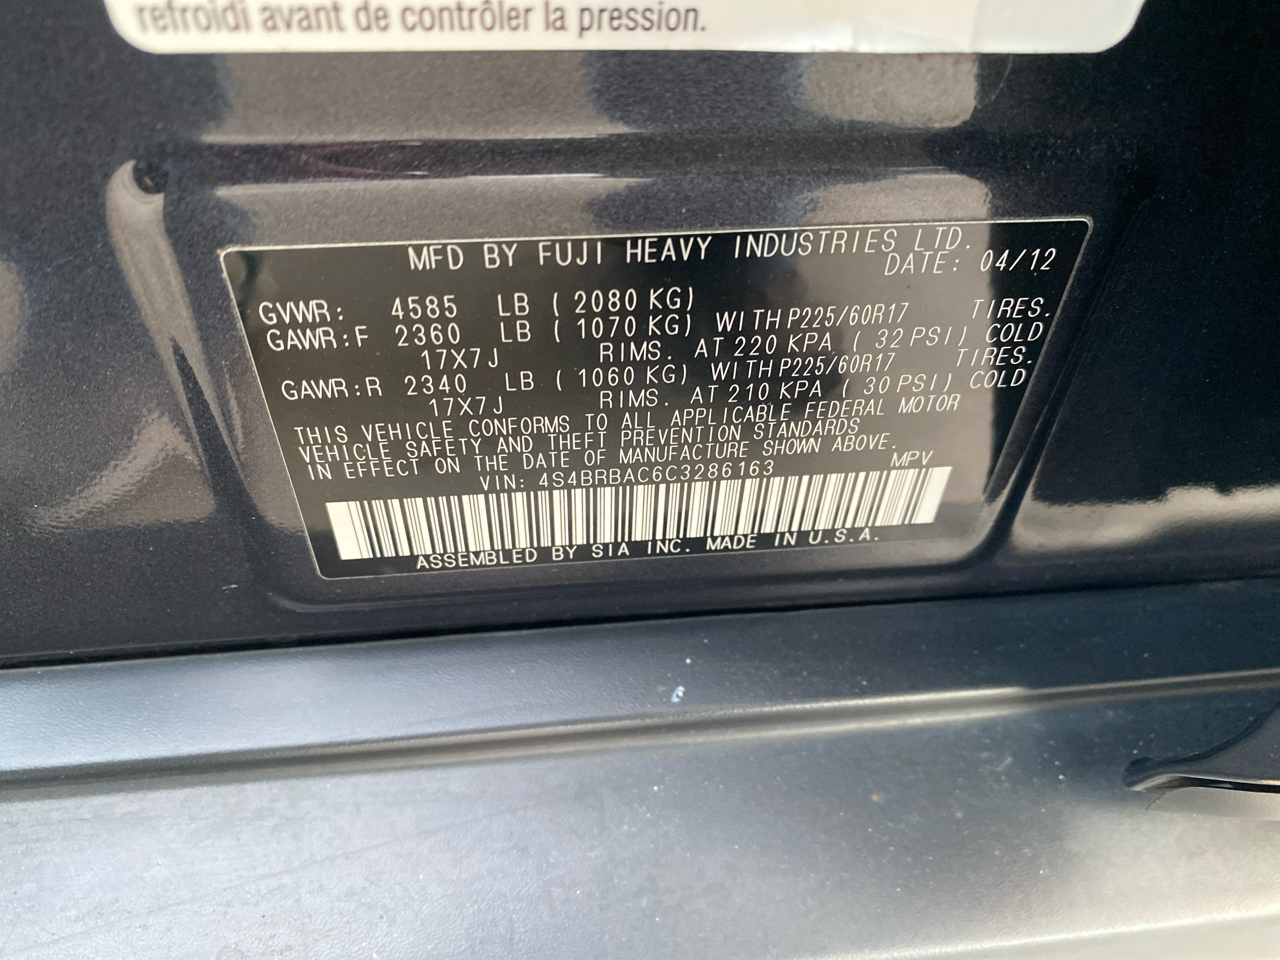 refroidi avant de contrôler la pression.
MFD BY FUJI HEAVY INDUSTRIES LTD.
DATE: 04/12
GVWR: 4585 LB ( 2080 KG)
GAWR:F 2360 LB ( 1070 KG) WITH P225/60R17 TIRES.
17X7J RIMS. AT 220 KPA ( 32 PSI) COLD
GAWR:R 2340 LB ( 1060 KG) WITH P225/60R17 TIRES.
17X7J RIMS. AT 210 KPA ( 30 PSI) COLD
THIS VEHICLE CONFORMS TO ALL APPLICABLE FEDERAL MOTOR
VEHICLE SAFETY AND THEFT PREVENTION STANDARDS
IN EFFECT ON THE DATE OF MANUFACTURE SHOWN ABOVE.
VIN: 4S4BRBAC6C3286163 MPV
ASSEMBLED BY SIA INC. MADE IN U.S.A.